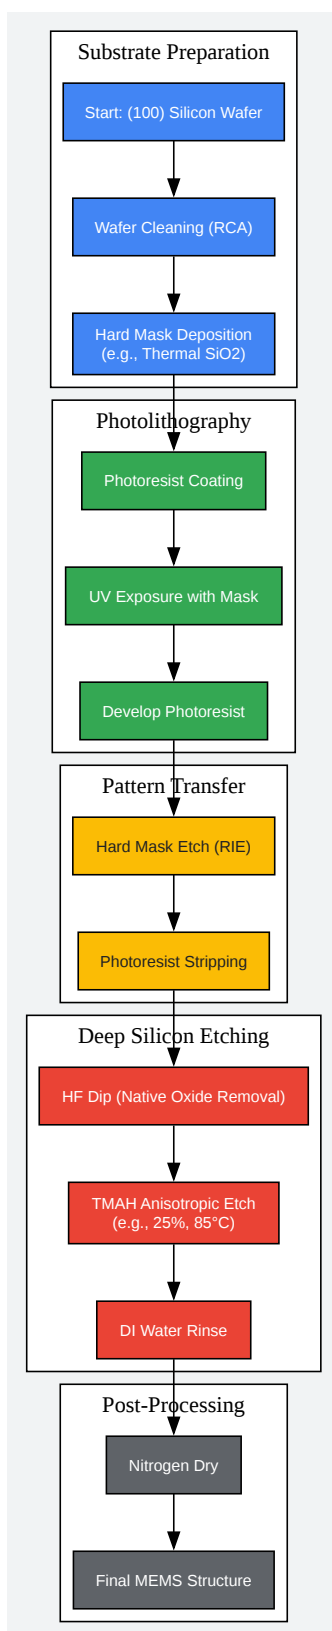 Substrate Preparation
Start: (100) Silicon Wafer
Wafer Cleaning (RCA)
Hard Mask Deposition
(e.g., Thermal SiO2)
Photolithography
Photoresist Coating
UV Exposure with Mask
Develop Photoresist
Pattern Transfer
Hard Mask Etch (RIE)
Photoresist Stripping
Deep Silicon Etching
HF Dip (Native Oxide Removal)
TMAH Anisotropic Etch
(e.g., 25%, 85°C)
DI Water Rinse
Post-Processing
Nitrogen Dry
Final MEMS Structure